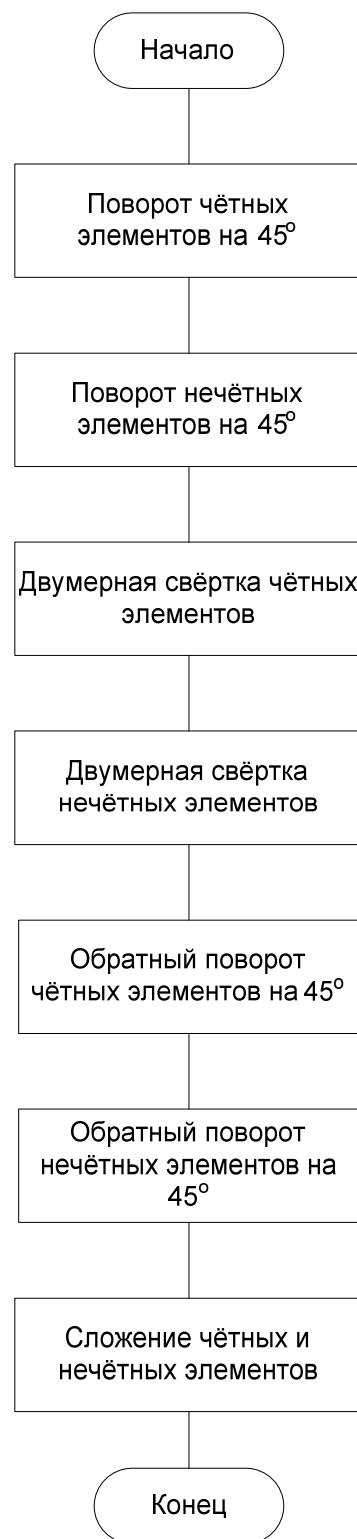 Начало
Поворот чётных
элементов на 45°
Поворот нечётных
элементов на 45°
Двумерная свёртка чётных
элементов
Двумерная свёртка
нечётных элементов
Обратный поворот
чётных элементов на 45°
Обратный поворот
нечётных элементов на
45°
Сложение чётных и
нечётных элементов
Конец